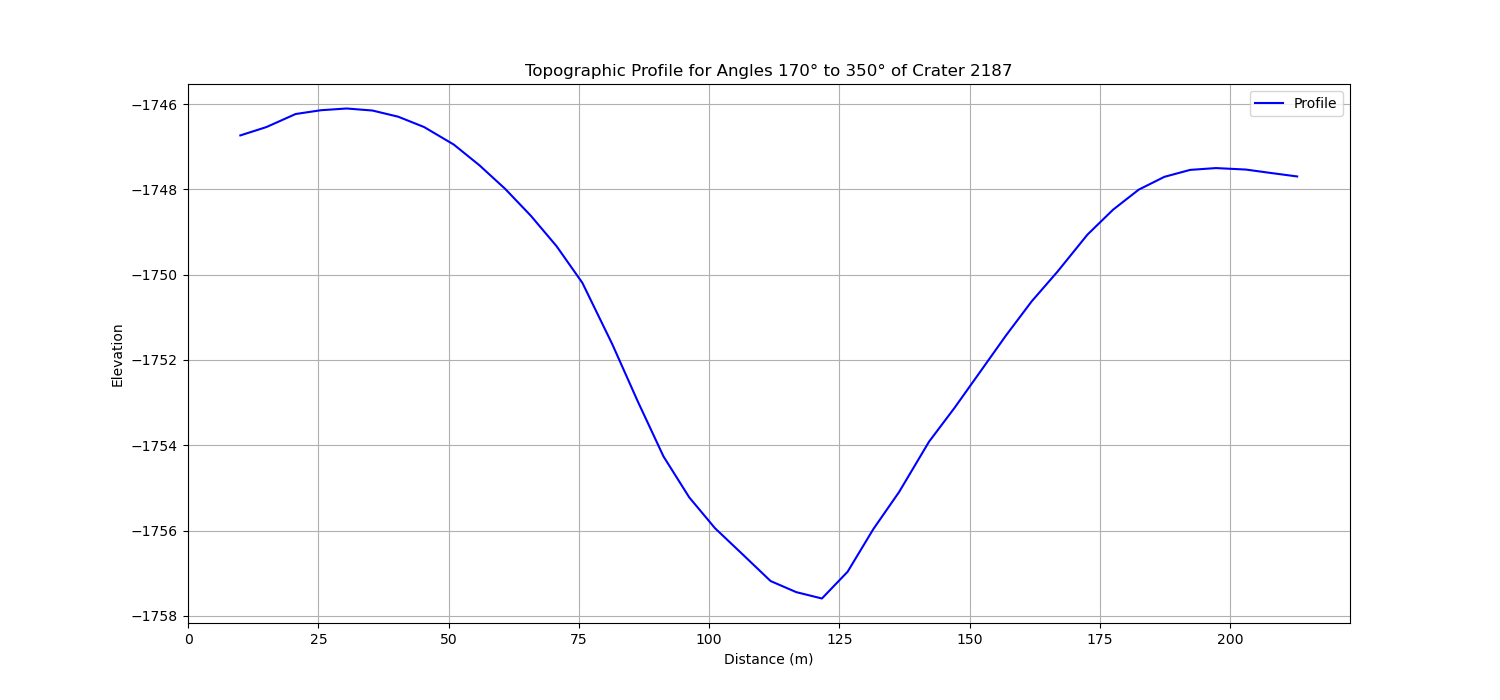 Topographic Profile for Angles 170° to 350° of Crater 2187
Profile
−1746
−1748
−1750
−1752
−1754
−1756
−1758
Elevation
0 25 50 75 100 125 150 175 200
Distance (m)